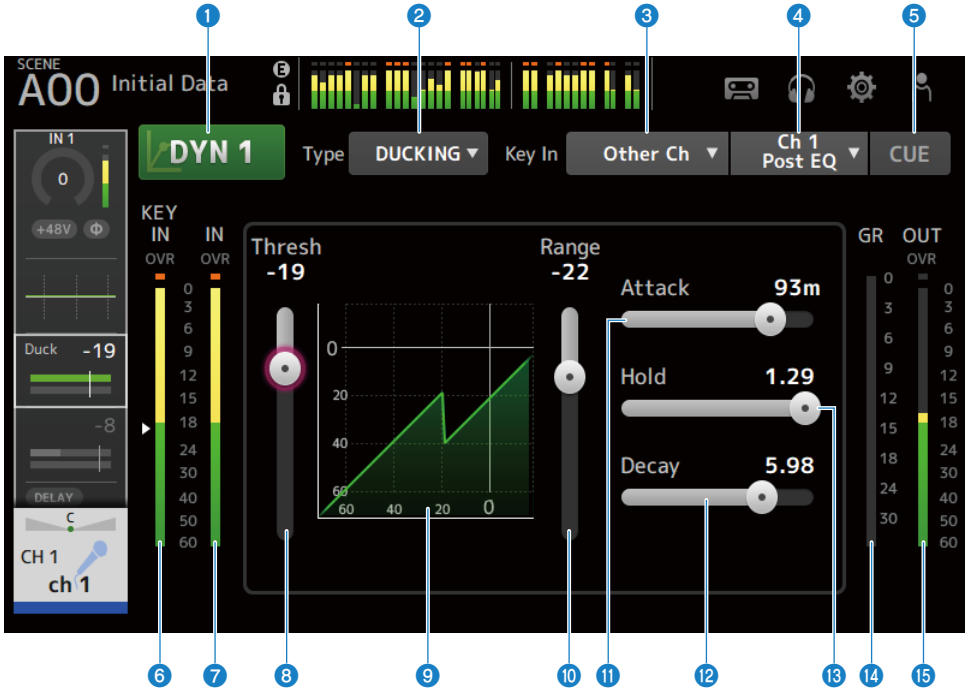 1 2 3 4 5
SCENE
A00 Initial Data
E
IN 1
0
+48V Φ
Duck -19
-8
DELAY
C
CH 1
ch 1
DYN 1
Type DUCKING ▼
Key In Other Ch ▼
Ch 1
Post EQ ▼
CUE
KEY
IN IN
OVR OVR
0
3
6
9
12
15
18
24
30
40
50
60
Thresh
-19
0
20
40
60
60 40 20 0
Range
-22
Attack 93m
Hold 1.29
Decay 5.98
GR OUT
OVR
0
3
6
9
12
15
18
24
30
0
3
6
9
12
15
18
24
30
40
50
60
6 7 8 9 10 11 12 13 14 15